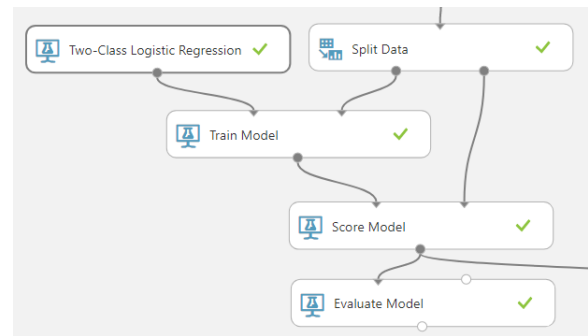 Two-Class Logistic Regression
Split Data
Train Model
Score Model
Evaluate Model